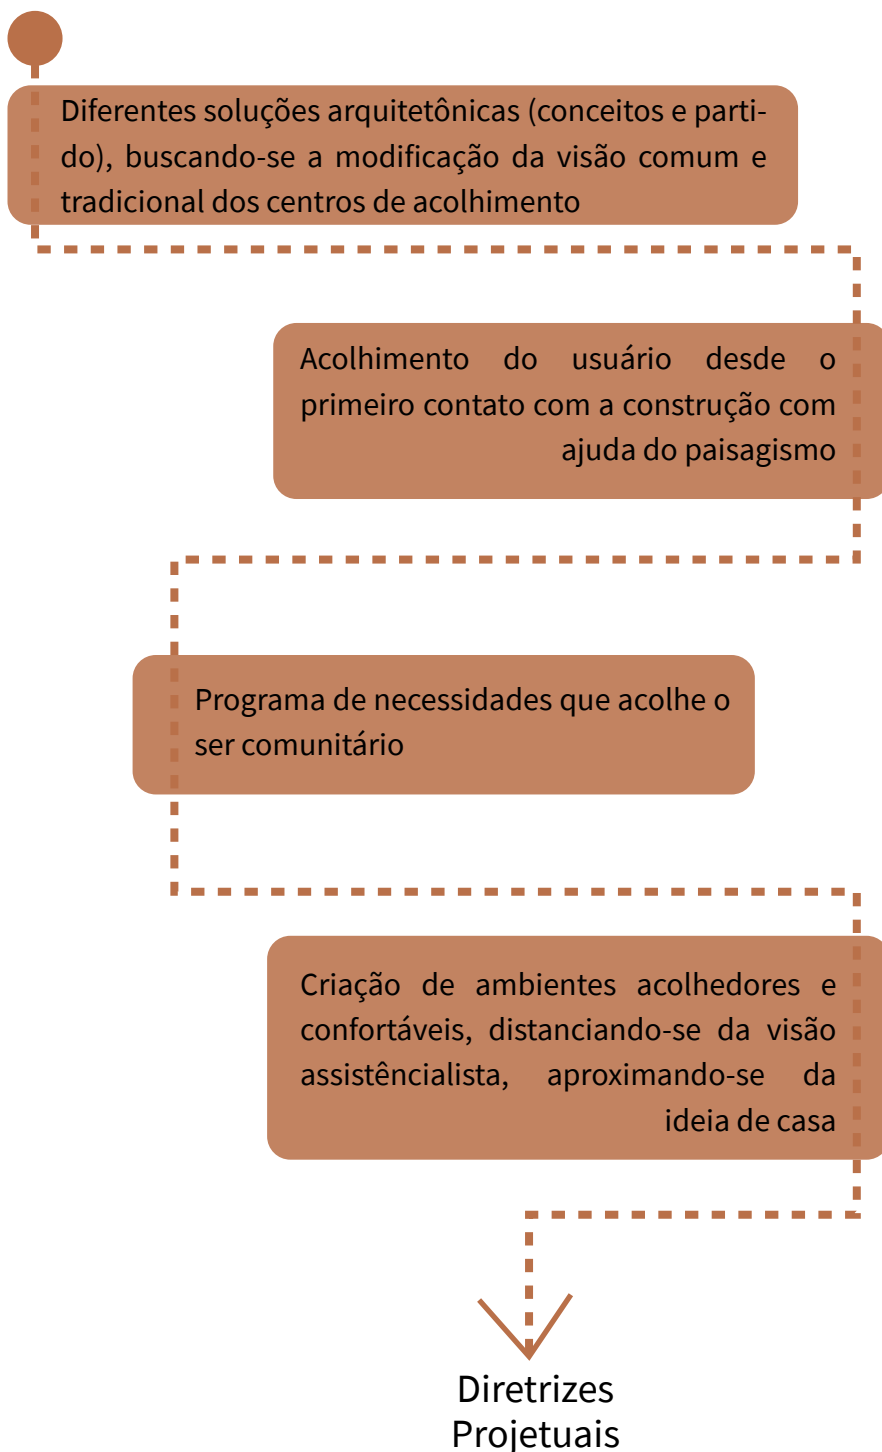 Diferentes soluções arquitetônicas (conceitos e parti-
do), buscando-se a modificação da visão comum e
tradicional dos centros de acolhimento
Acolhimento do usuário desde o
primeiro contato com a construção com
ajuda do paisagismo
Programa de necessidades que acolhe o
ser comunitário
Criação de ambientes acolhedores e
confortáveis, distanciando-se da visão
assistêncialista, aproximando-se da
ideia de casa
Diretrizes
Projetuais